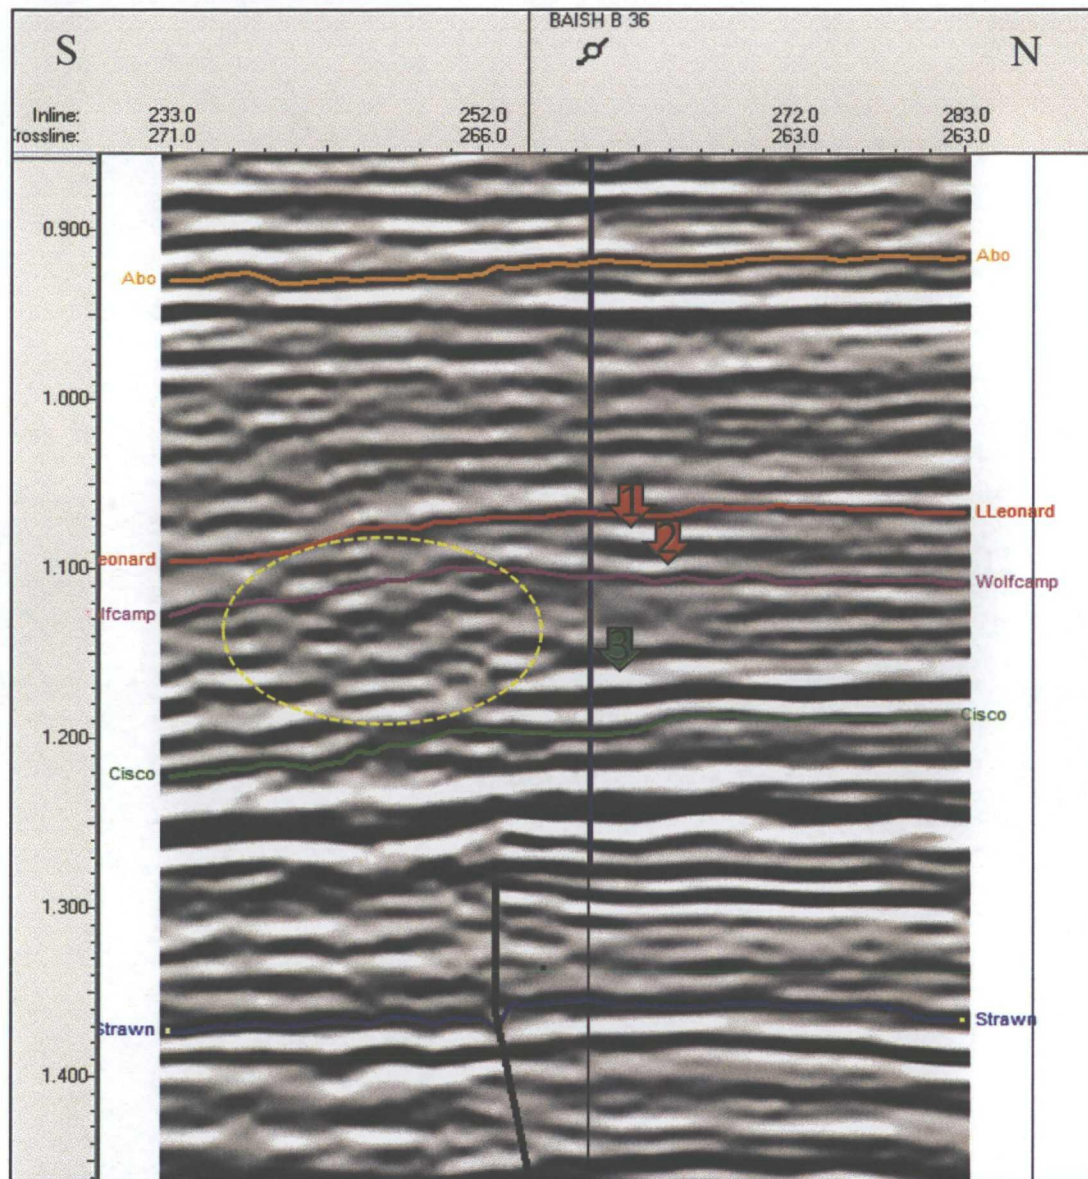 BAISH B 36
S
N
Inline: 233.0 252.0 272.0 283.0
rossline: 271.0 266.0 263.0 263.0
0.900
Abo
Abo
1.000
1
LLeonard
2
eonard
1.100
Wolfcamp
lfcamp
3
Cisco
1.200
Cisco
1.300
Strawn
Strawn
1.400